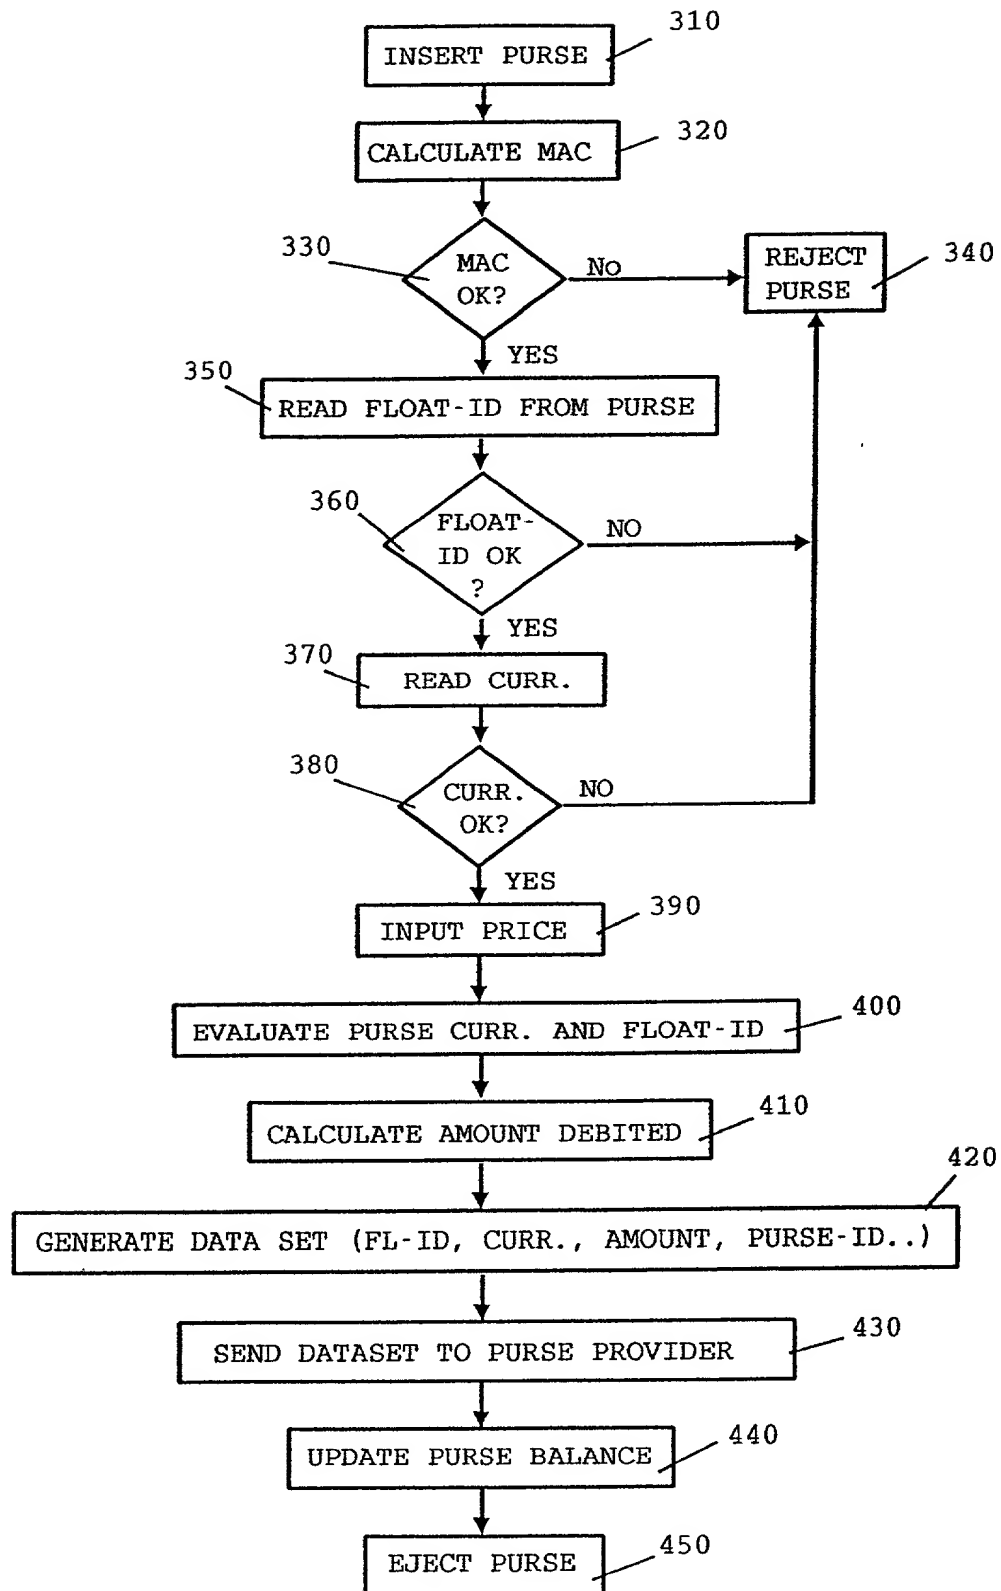 310
INSERT PURSE
320
CALCULATE MAC
330
MAC
OK?
No
REJECT
PURSE
340
YES
350
READ FLOAT-ID FROM PURSE
360
FLOAT-
ID OK
?
NO
YES
370
READ CURR.
380
CURR.
OK?
NO
YES
390
INPUT PRICE
400
EVALUATE PURSE CURR. AND FLOAT-ID
410
CALCULATE AMOUNT DEBITED
420
GENERATE DATA SET (FL-ID, CURR., AMOUNT, PURSE-ID..)
430
SEND DATASET TO PURSE PROVIDER
440
UPDATE PURSE BALANCE
450
EJECT PURSE